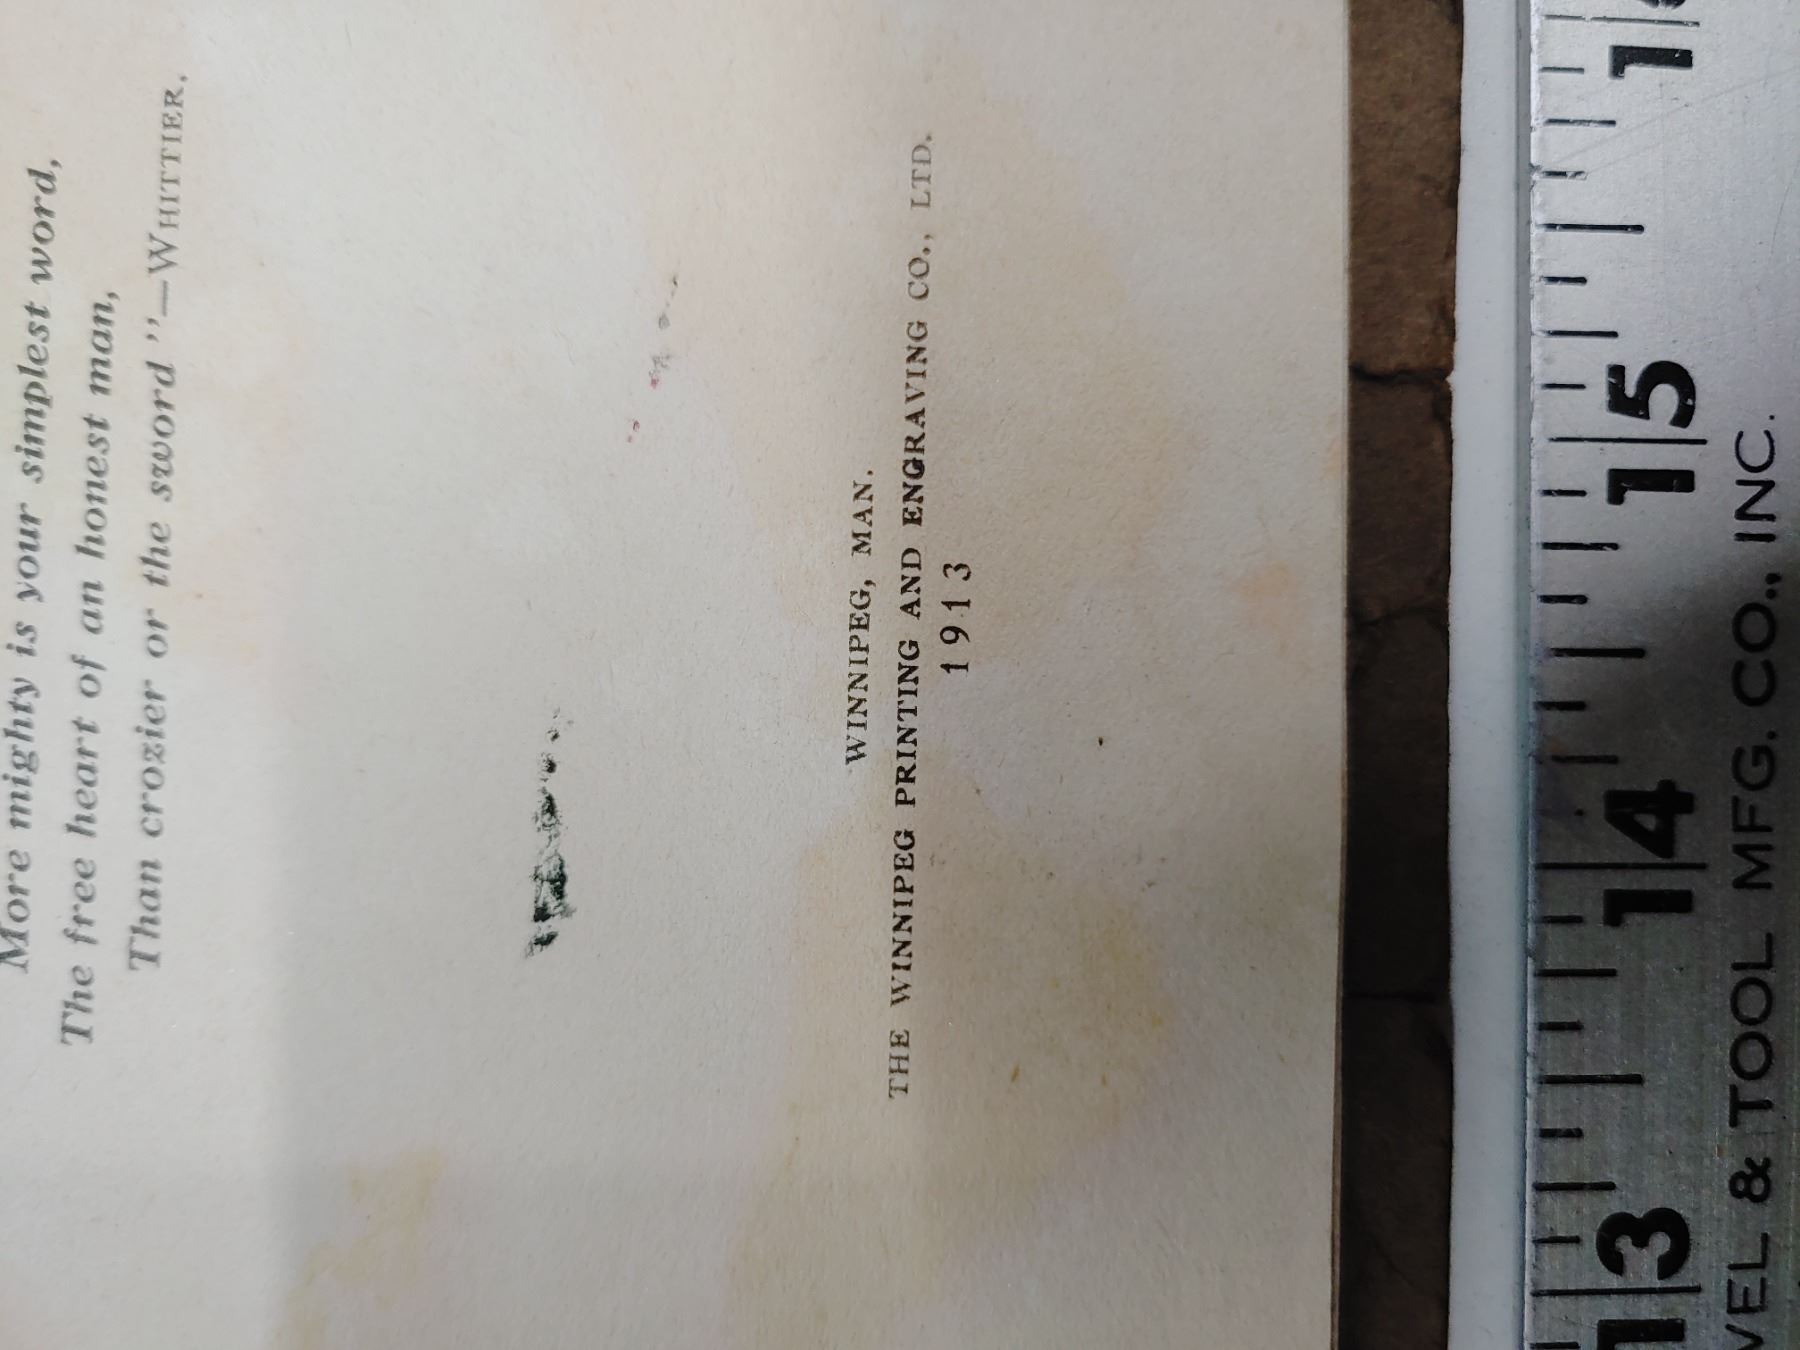 More mighty is your simplest word,
The free heart of an honest man,
Than crozier or the sword"—WHITTIER.
WINNIPEG, MAN.
THE WINNIPEG PRINTING AND ENGRAVING CO., LTD.
1913
13 14 15
& TOOL MFG. CO., INC.